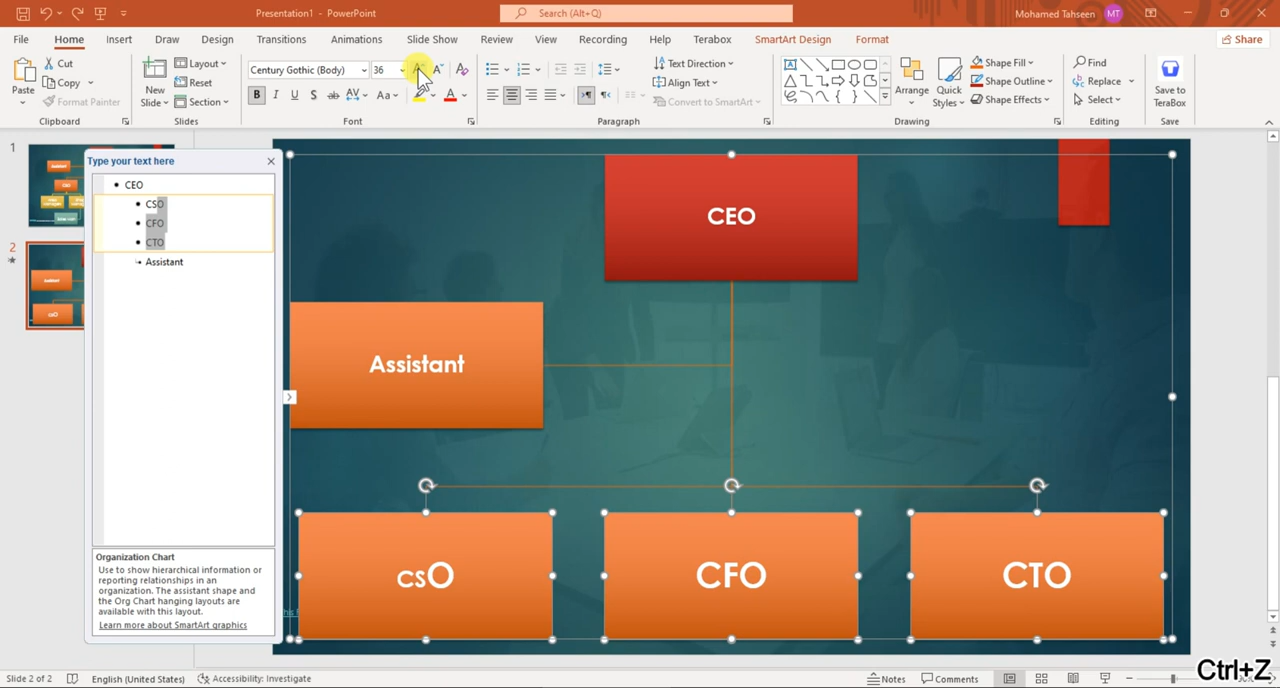 Presentation1 - PowerPoint
Search (Alt+Q)
Mohamed Tahseen MT
File Home Insert Draw Design Transitions Animations Slide Show Review View Recording Help Terabox SmartArt Design Format Share
Paste
Cut
Copy
Format Painter
Clipboard
New
Slide
Layout
Reset
Section
Slides
Century Gothic (Body) 36
B I U S ab AV Aa A
Font
Text Direction
Align Text
Convert to SmartArt
Paragraph
Arrange
Quick
Styles
Shape Fill
Shape Outline
Shape Effects
Drawing
Find
Replace
Select
Editing
Save to
TeraBox
Save
1
2
Type your text here
CEO
CSO
CFO
CTO
Assistant
Organization Chart
Use to show hierarchical information or
reporting relationships in an
organization. The assistant shape and
the Org Chart hanging layouts are
available with this layout.
Learn more about SmartArt graphics
CEO
Assistant
csO
CFO
CTO
Slide 2 of 2
English (United States)
Accessibility: Investigate
Notes
Comments
Ctrl+Z